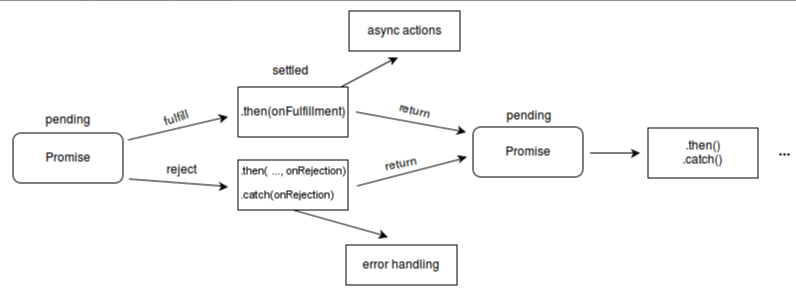 async actions
settled
pending
fulfill
.then(onFulfillment)
return
pending
Promise
reject
.then( ..., onRejection)
.catch(onRejection)
return
Promise
.then()
.catch()
...
error handling